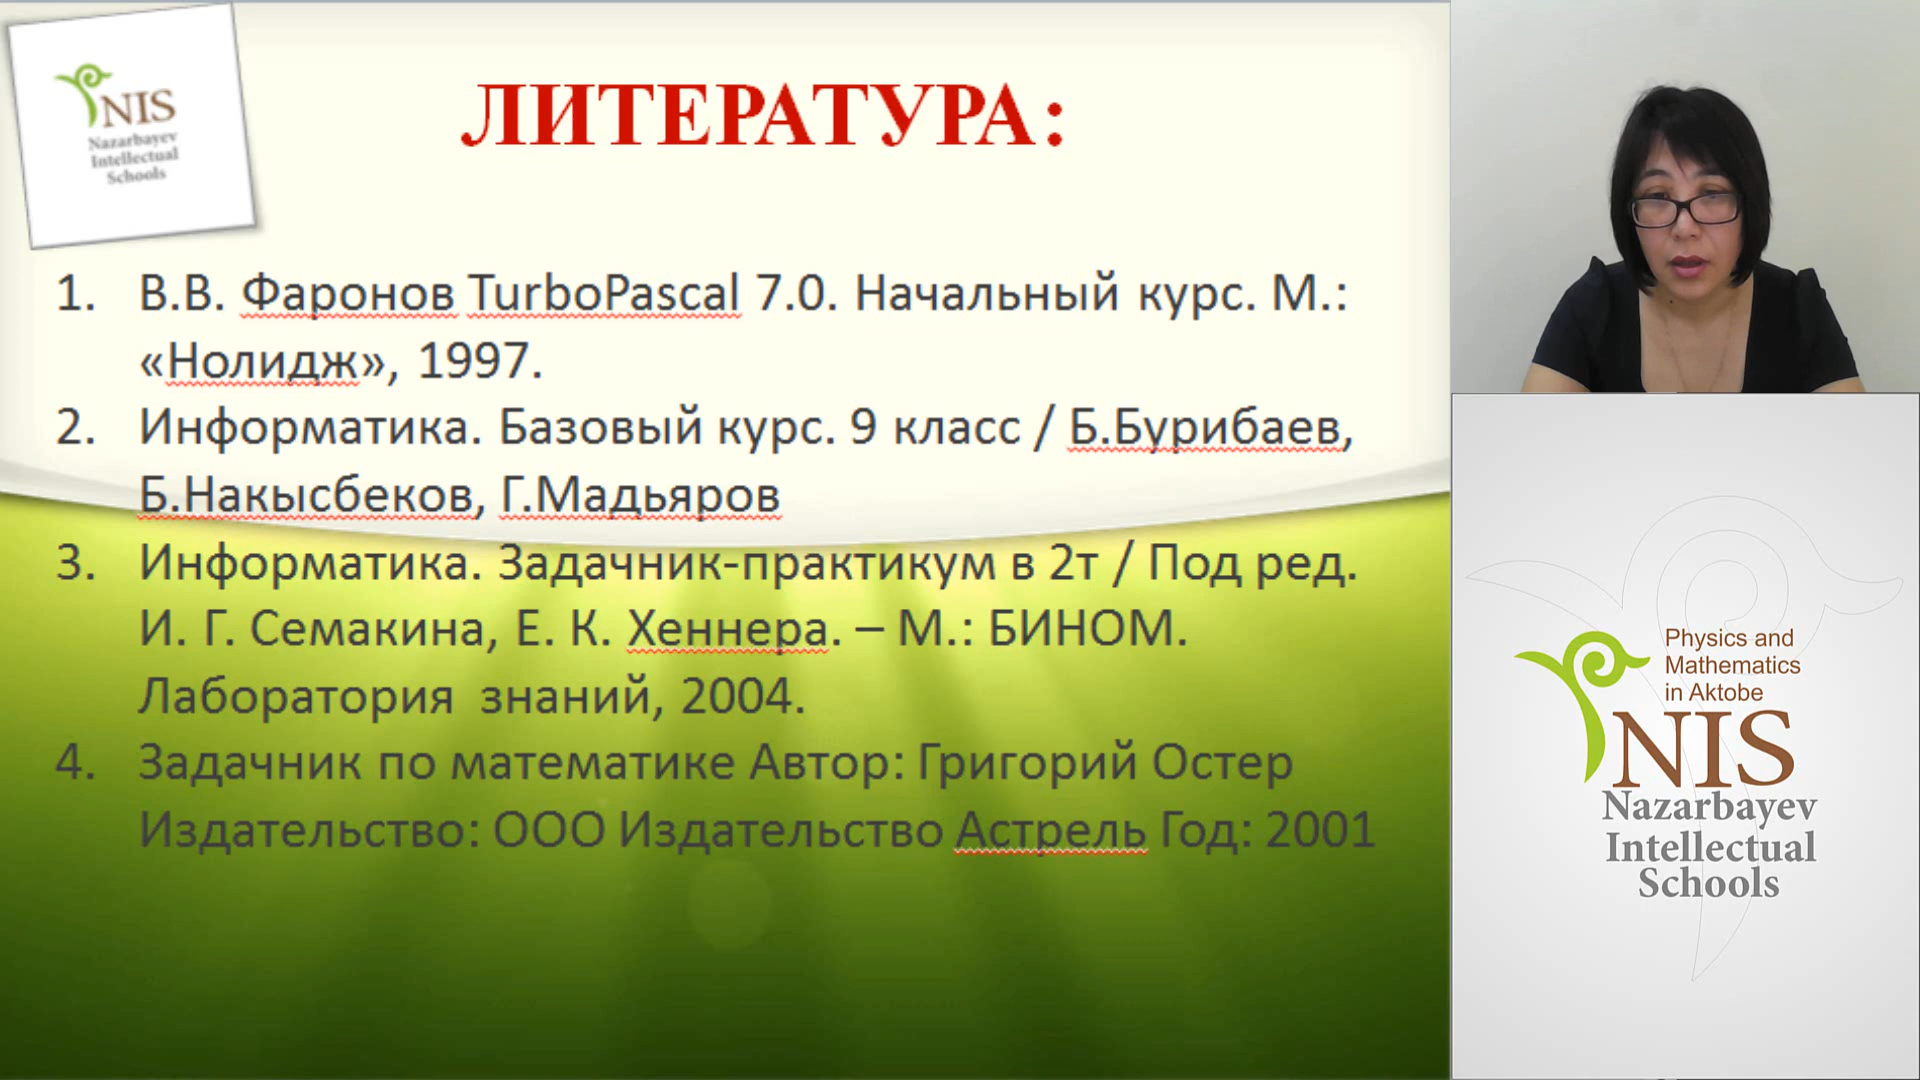 NIS
Nazarbayev
Intellectual
Schools
ЛИТЕРАТУРА:
1. В.В. Фаронов TurboPascal 7.0. Начальный курс. М.:
«Нолидж», 1997.
2. Информатика. Базовый курс. 9 класс / Б.Бурибаев,
Б.Накысбеков, Г.Мадьяров
3. Информатика. Задачник-практикум в 2т / Под ред.
И. Г. Семакина, Е. К. Хеннера. – М.: БИНОМ.
Лаборатория знаний, 2004.
4. Задачник по математике Автор: Григорий Остер
Издательство: ООО Издательство Астрель Год: 2001
Physics and
Mathematics
in Aktobe
NIS
Nazarbayev
Intellectual
Schools